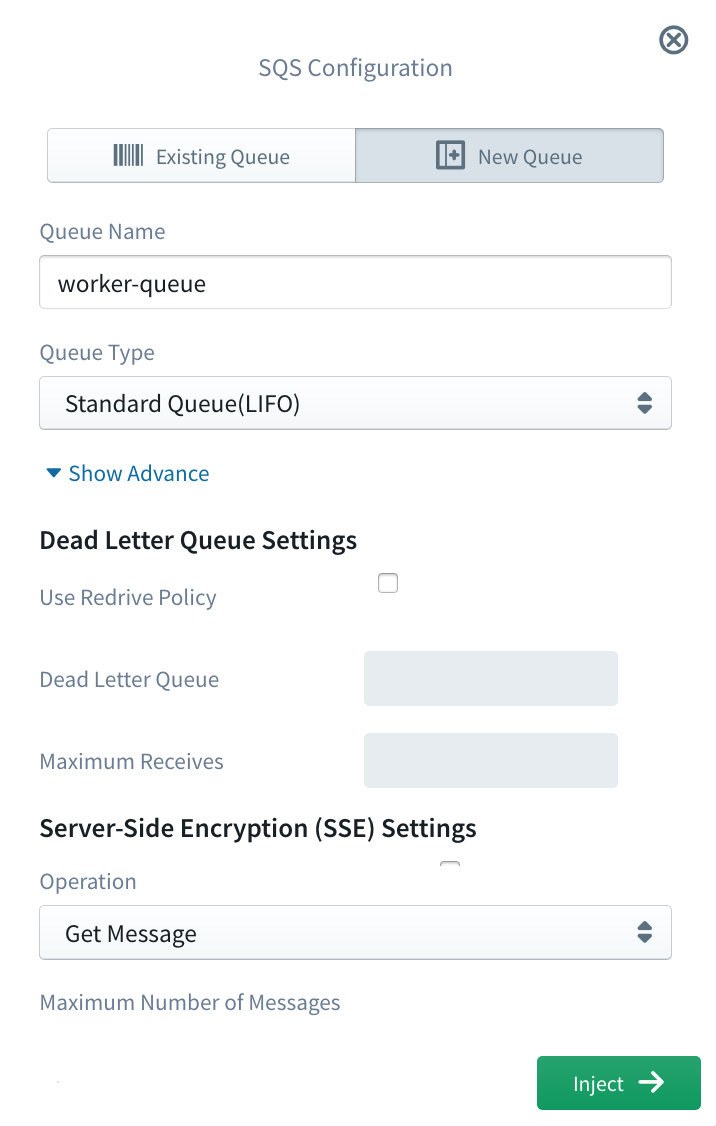 SQS Configuration
Existing Queue
New Queue
Queue Name
worker-queue
Queue Type
Standard Queue(LIFO)
Show Advance
Dead Letter Queue Settings
Use Redrive Policy
Dead Letter Queue
Maximum Receives
Server-Side Encryption (SSE) Settings
Operation
Get Message
Maximum Number of Messages
Inject